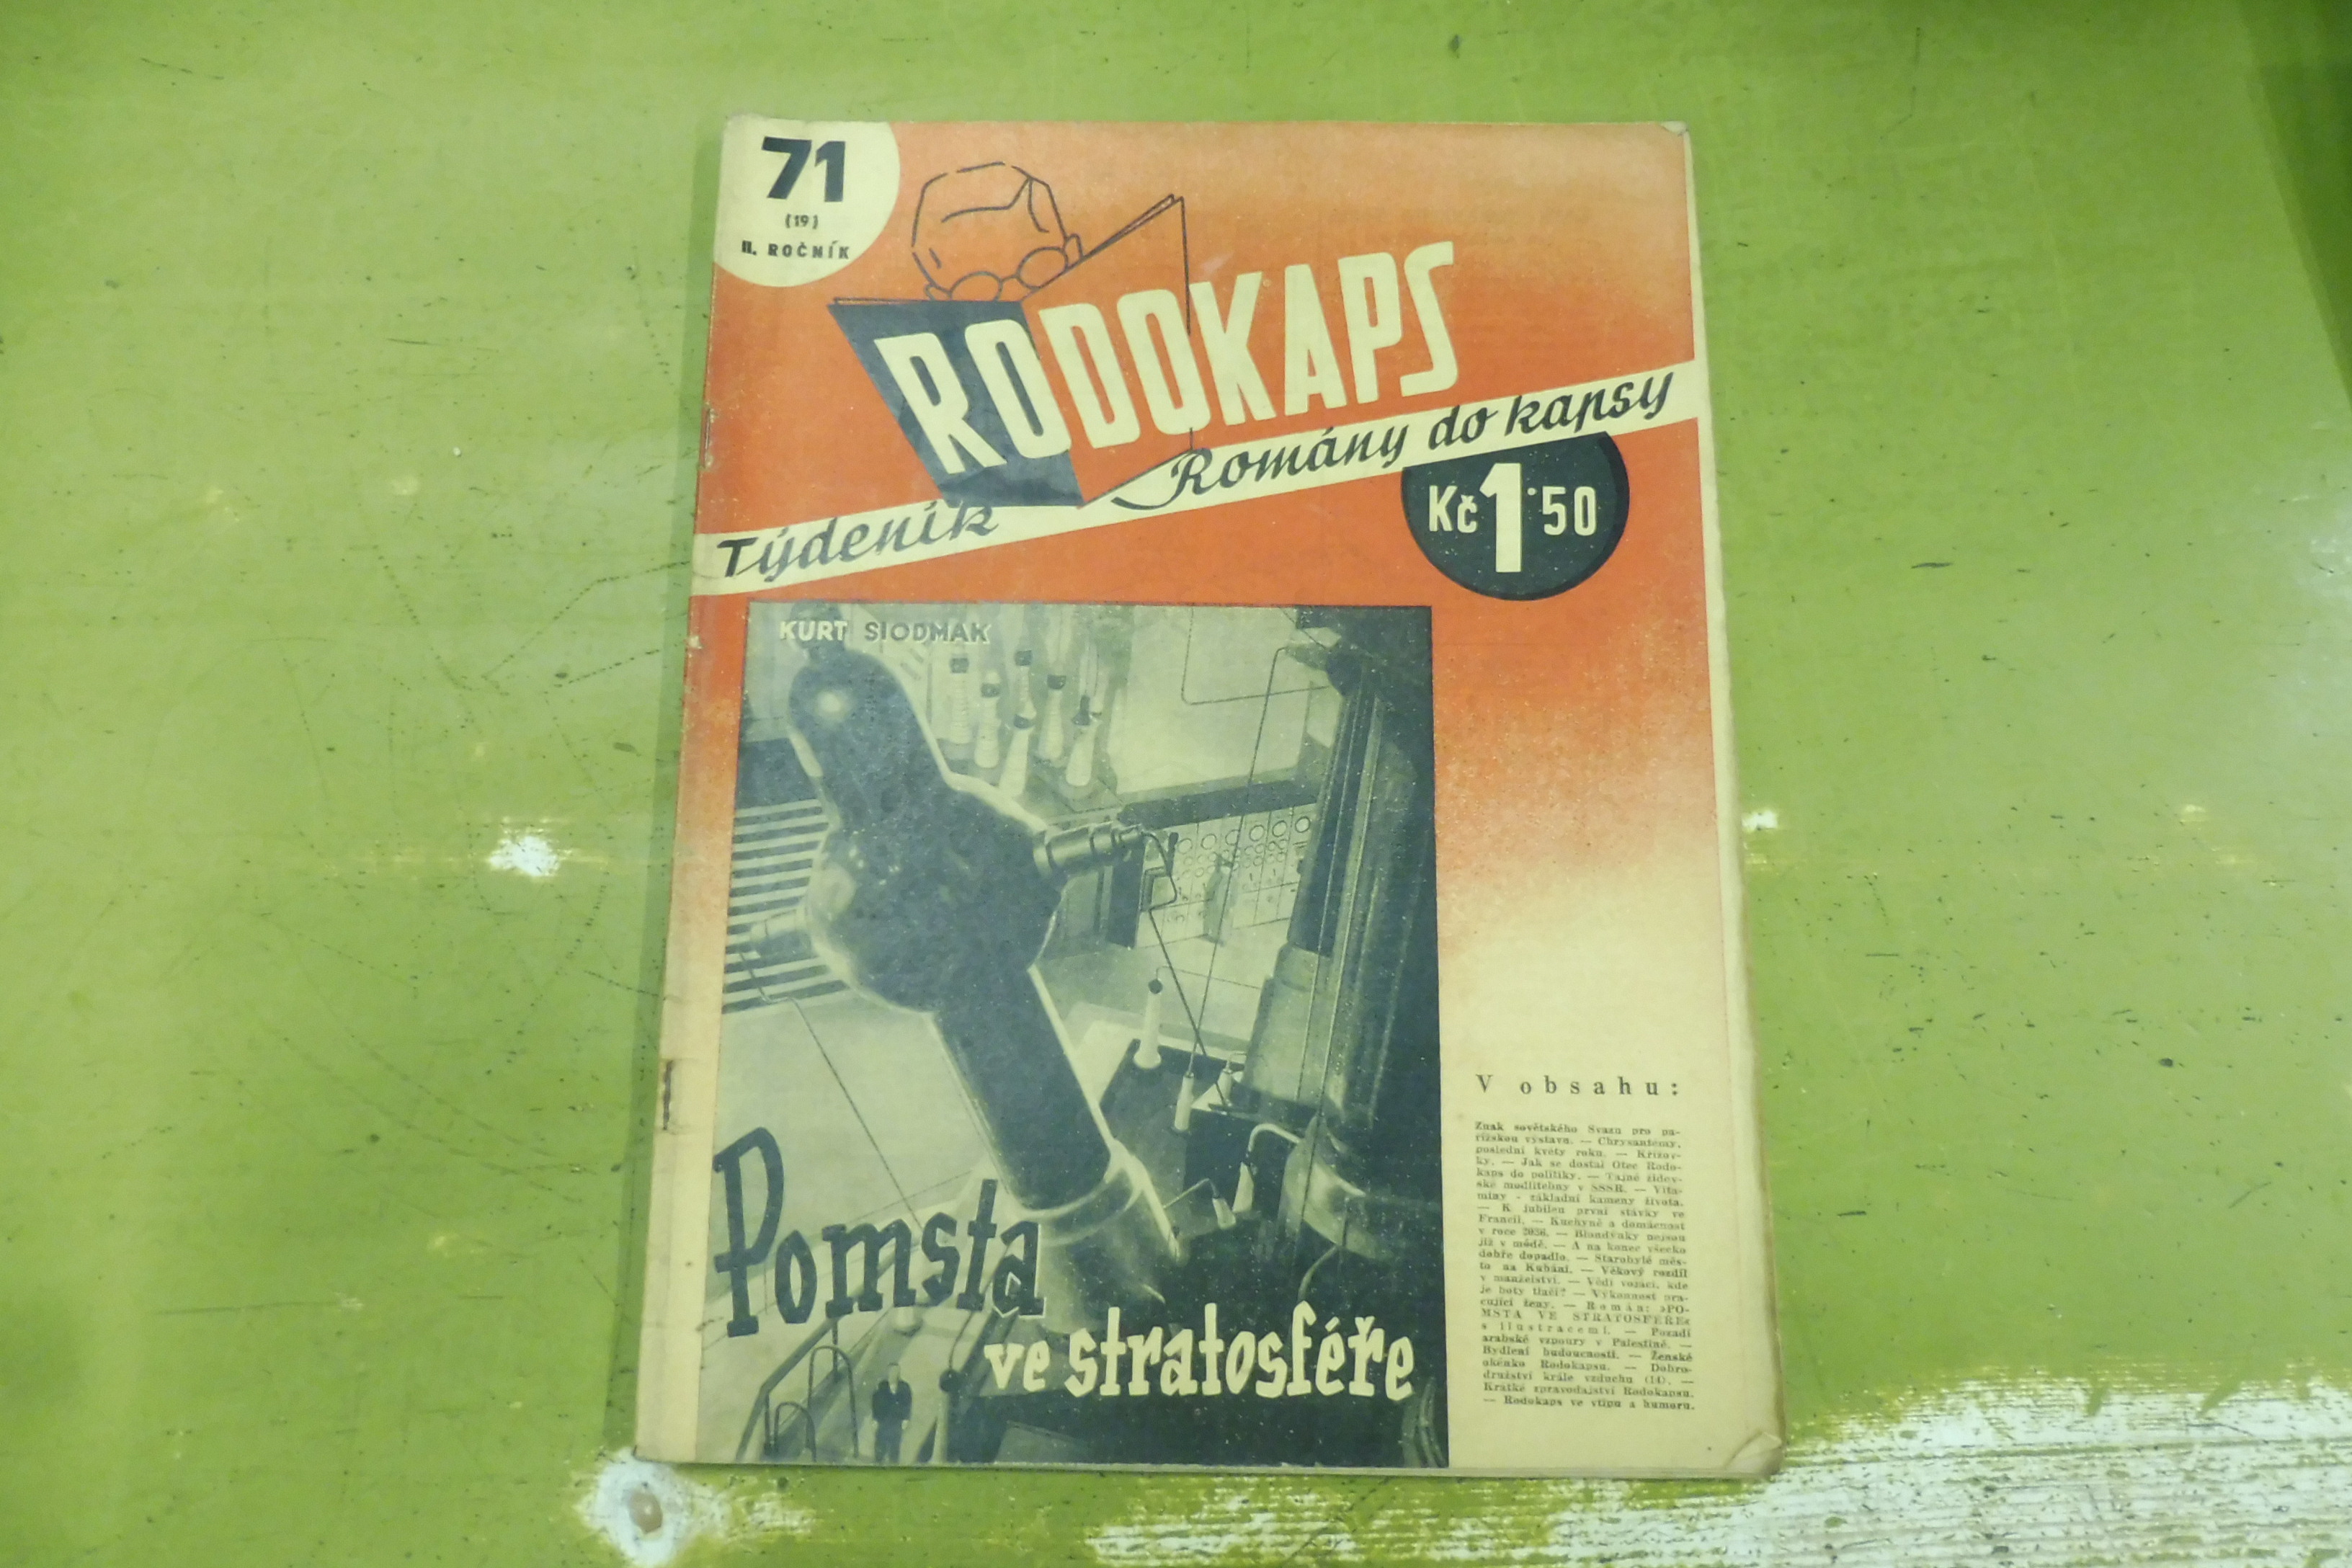 71
(19)
II. ROČNÍK
RODOKAPS
Týdeník Romány do kapsy
Kč 1·50
KURT SIODMAK
Pomsta
ve stratosféře
V obsahu:
Znak sovětského Svazu pro pa-
řížskou výstavu. — Chrysantemy,
poslední květy roku. — Křížov-
ky. — Jak se dostal Otec Rodo-
kaps do politiky. — Tajné židov-
ské modlitebny v SSSR. — Vita-
miny - základní kameny života.
— K jubileu první stávky ve
Francii. — Kuchyně a domácnost
v roce 2036. — Blondýnky nejsou
již v módě. — A na konec všecko
dobře dopadlo. — Starobylé měs-
to na Kubáni. — Věkový rozdíl
v manželství. — Vědí vojáci, kde
je boty tlačí? — Výkonnost pra-
cující ženy. — Román: »PO-
MSTA VE STRATOSFÉŘE«
s ilustracemi. — Pozadí
arabské vzpoury v Palestině. —
Bydlení budoucnosti. — Ženské
okénko Rodokapsu. — Dobro-
družství krále vzduchu (14). —
Krátké zpravodajství Rodokapsu.
— Rodokaps ve vtipu a humoru.